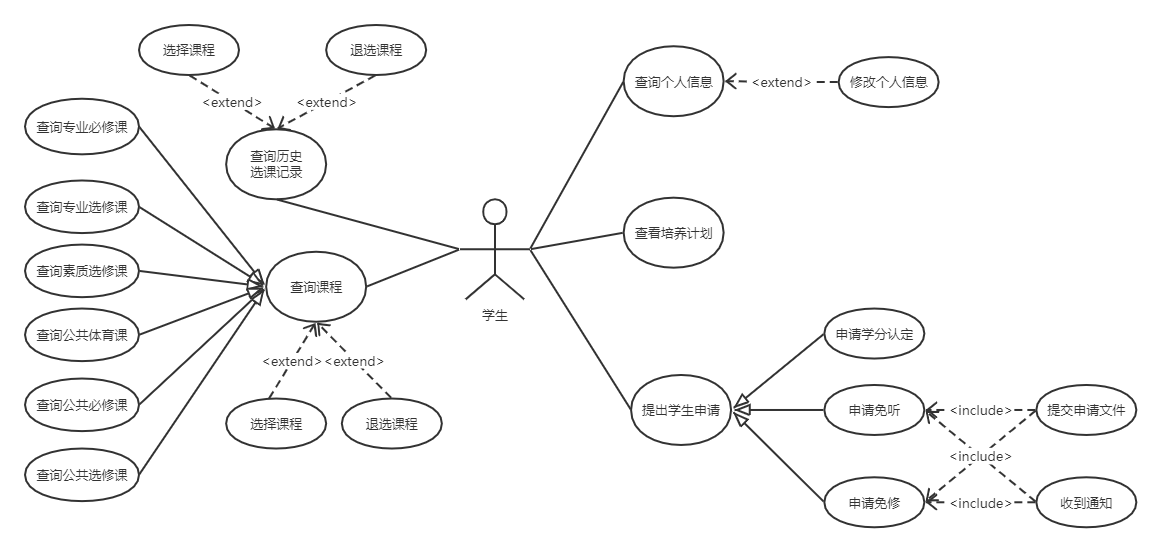 选择课程
退选课程
查询个人信息
<extend>
修改个人信息
<extend>
<extend>
查询专业必修课
查询历史
选课记录
查询专业选修课
查看培养计划
查询素质选修课
查询课程
学生
查询公共体育课
申请学分认定
<extend>
<extend>
查询公共必修课
选择课程
退选课程
提出学生申请
申请免听
<include>
提交申请文件
<include>
查询公共选修课
申请免修
<include>
收到通知